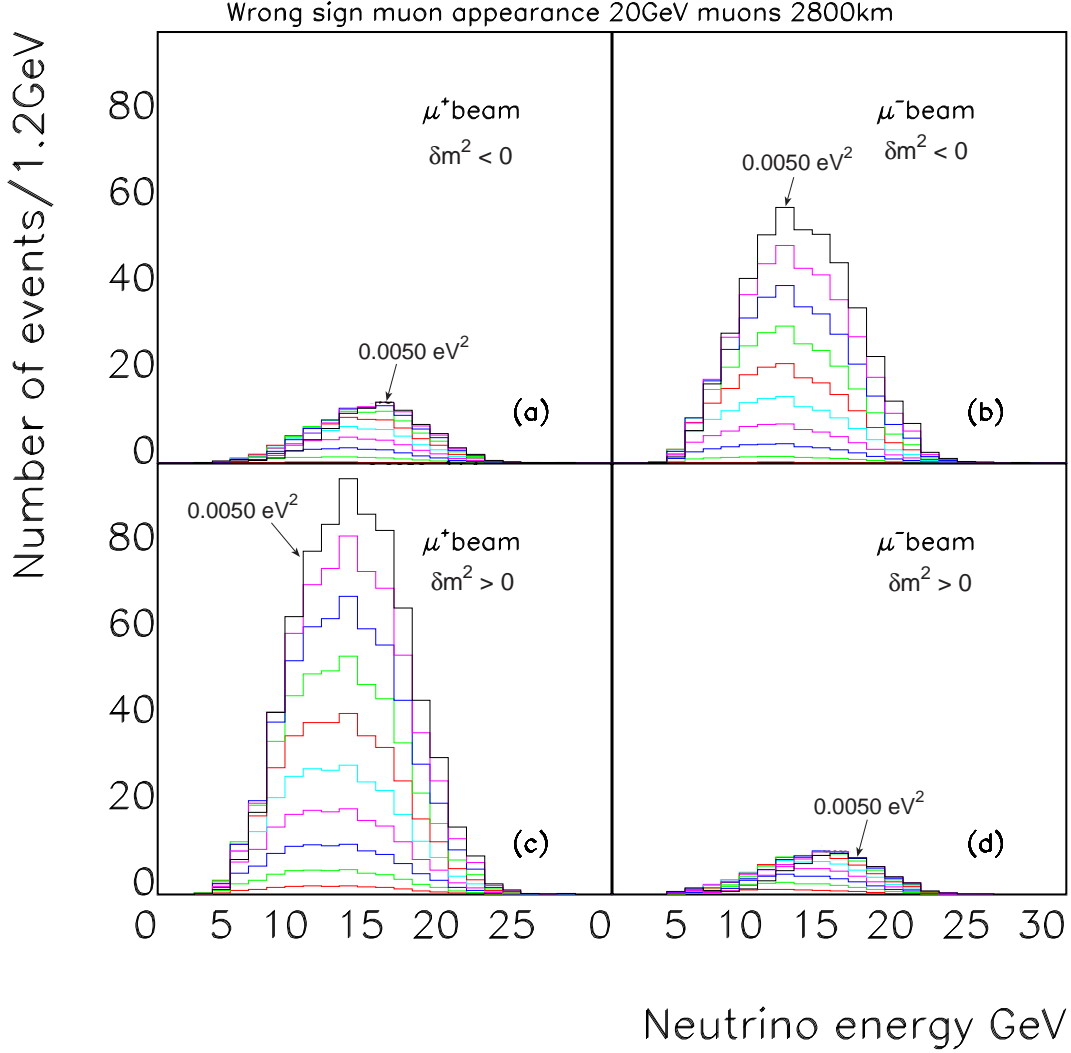 Wrong sign muon appearance 20GeV muons 2800km
Number of events/1.2GeV
80
60
40
20
0
μ⁺beam
δm² < 0
0.0050 eV²
(a)
μ⁻beam
δm² < 0
0.0050 eV²
(b)
80
60
40
20
0
μ⁺beam
δm² > 0
0.0050 eV²
(c)
μ⁻beam
δm² > 0
0.0050 eV²
(d)
0 5 10 15 20 25 0 5 10 15 20 25 30
Neutrino energy GeV